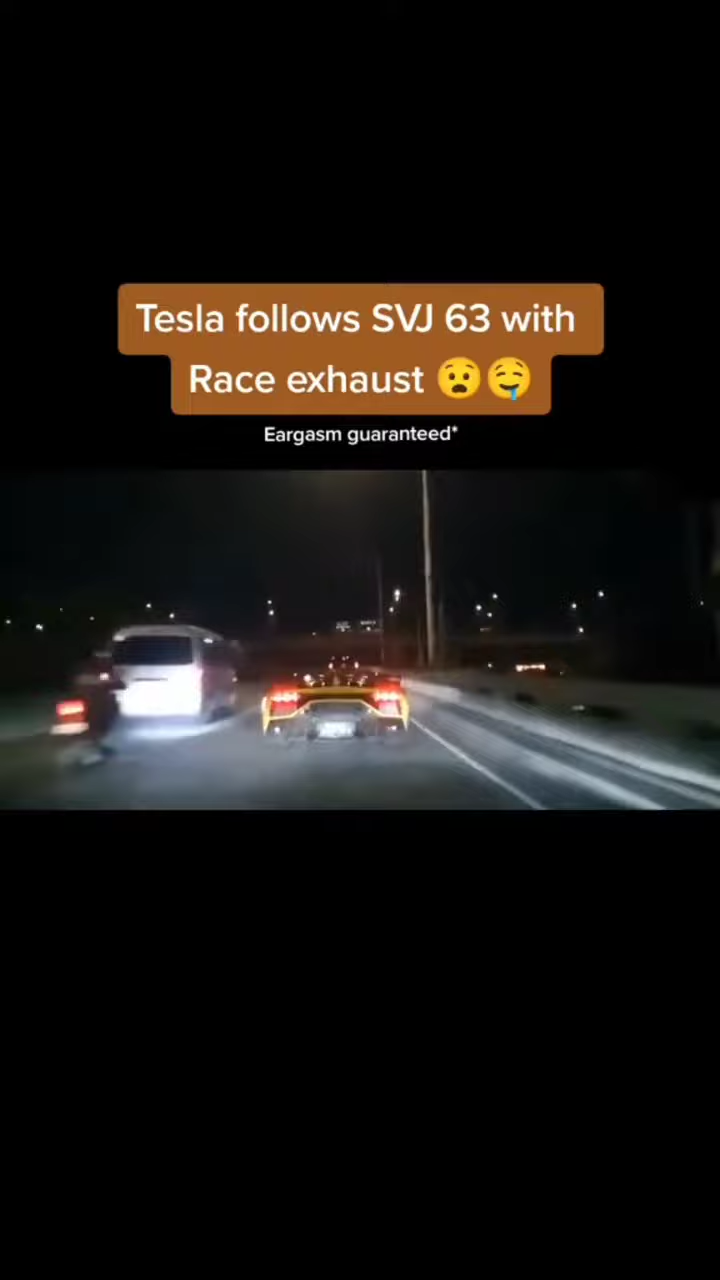 Tesla follows SVJ 63 with
Race exhaust 😧🤤
Eargasm guaranteed*